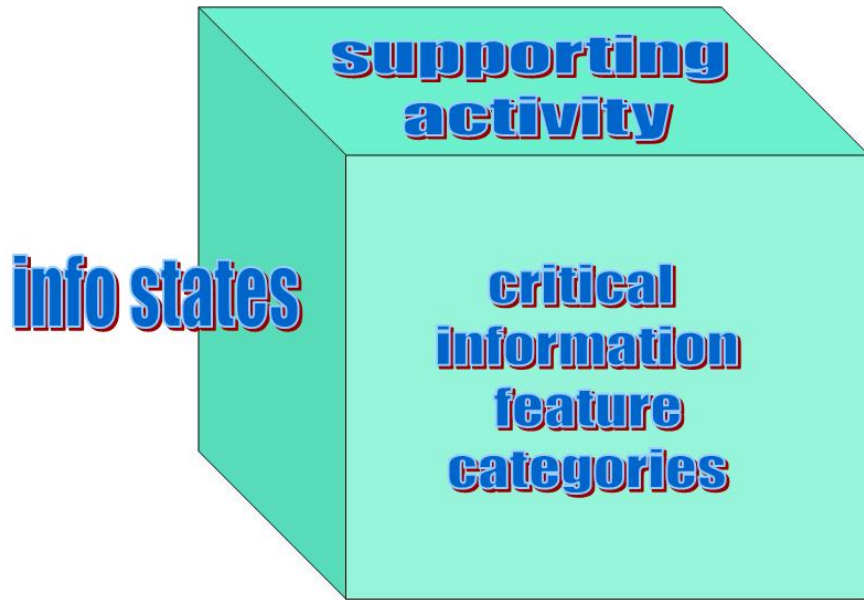 supporting
activity
info states
critical
information
feature
categories